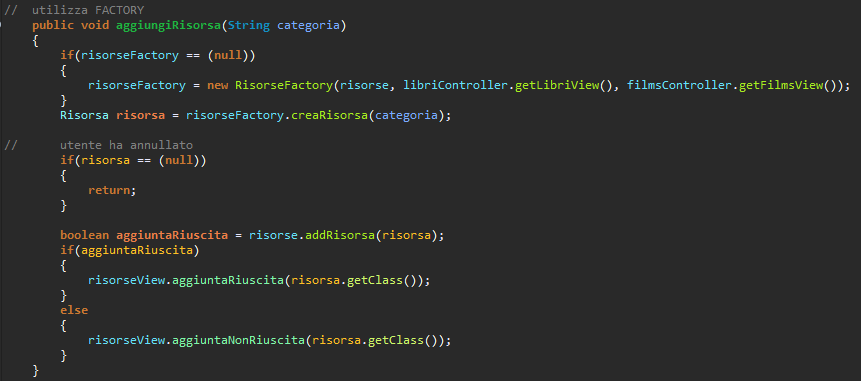 //  utilizza FACTORY
    public void aggiungiRisorsa(String categoria)
    {
        if(risorseFactory == (null))
        {
            risorseFactory = new RisorseFactory(risorse, libriController.getLibriView(), filmsController.getFilmsView());
        }
        Risorsa risorsa = risorseFactory.creaRisorsa(categoria);

//      utente ha annullato
        if(risorsa == (null))
        {
            return;
        }

        boolean aggiuntaRiuscita = risorse.addRisorsa(risorsa);
        if(aggiuntaRiuscita)
        {
            risorseView.aggiuntaRiuscita(risorsa.getClass());
        }
        else
        {
            risorseView.aggiuntaNonRiuscita(risorsa.getClass());
        }
    }